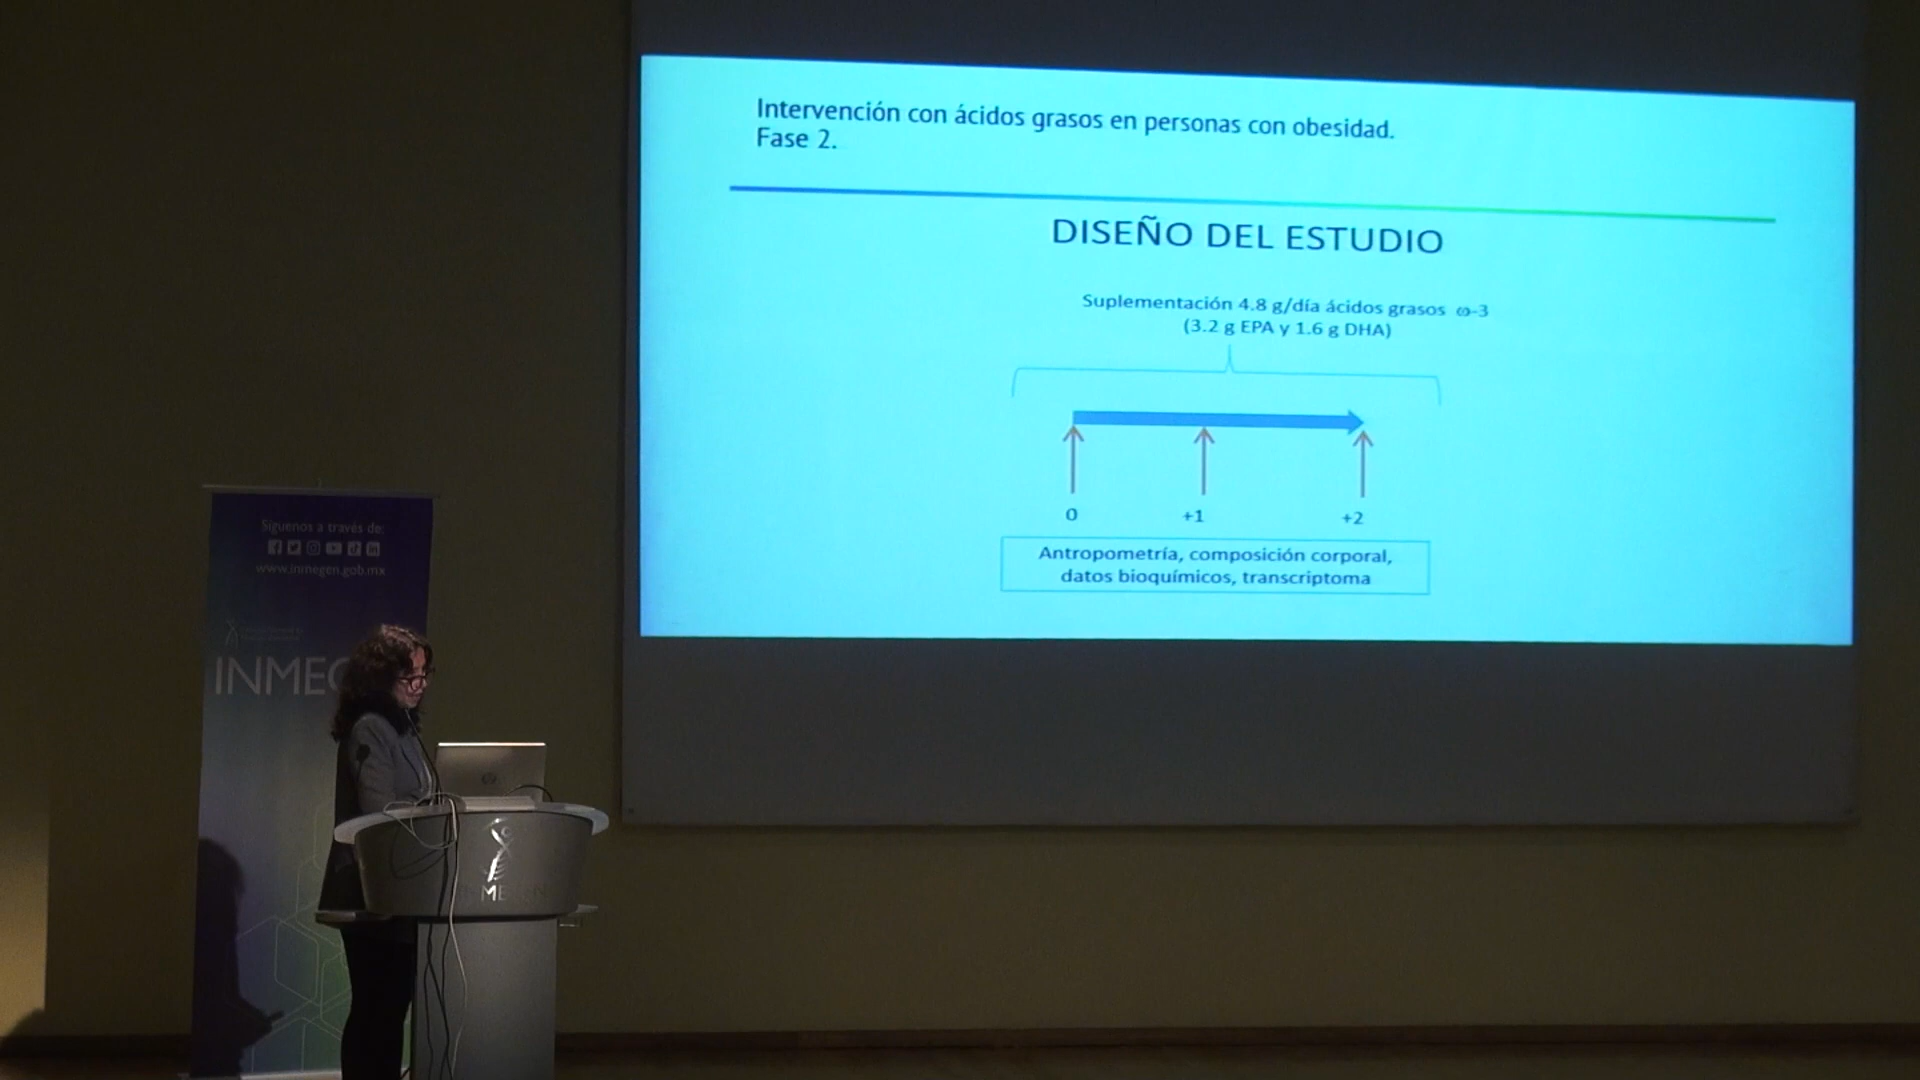 Intervención con ácidos grasos en personas con obesidad.
Fase 2.
DISEÑO DEL ESTUDIO
Suplementación 4.8 g/día ácidos grasos ω-3
(3.2 g EPA y 1.6 g DHA)
0
+1
+2
Antropometría, composición corporal,
datos bioquímicos, transcriptoma
Síguenos a través de:
www.inmegen.gob.mx